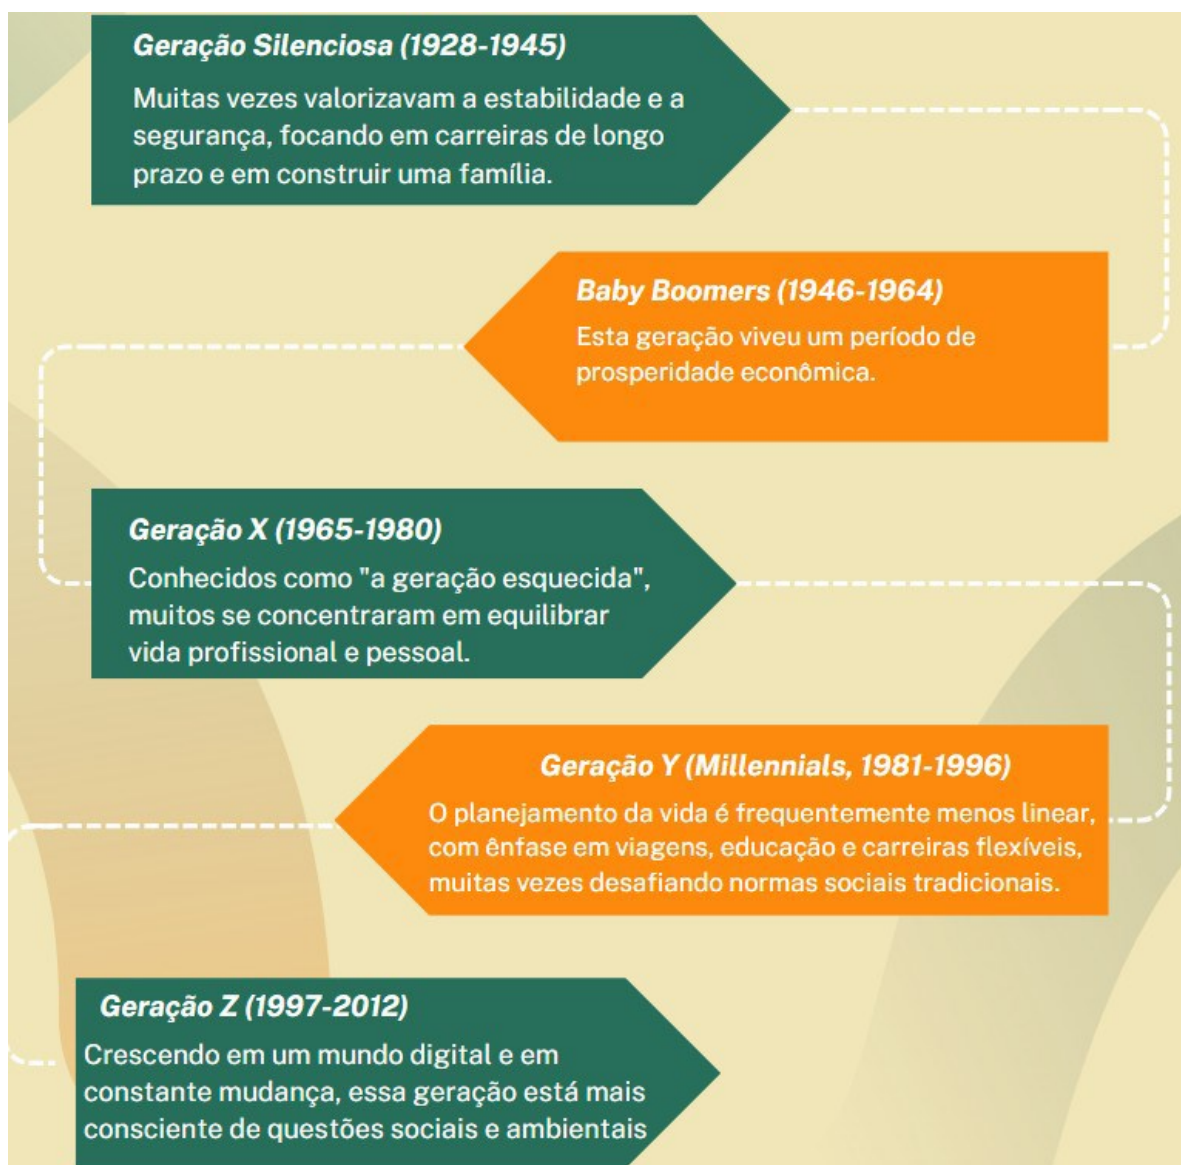 Geração Silenciosa (1928-1945)
Muitas vezes valorizavam a estabilidade e a
segurança, focando em carreiras de longo
prazo e em construir uma família.
Baby Boomers (1946-1964)
Esta geração viveu um período de
prosperidade econômica.
Geração X (1965-1980)
Conhecidos como "a geração esquecida",
muitos se concentraram em equilibrar
vida profissional e pessoal.
Geração Y (Millennials, 1981-1996)
O planejamento da vida é frequentemente menos linear,
com ênfase em viagens, educação e carreiras flexíveis,
muitas vezes desafiando normas sociais tradicionais.
Geração Z (1997-2012)
Crescendo em um mundo digital e em
constante mudança, essa geração está mais
consciente de questões sociais e ambientais